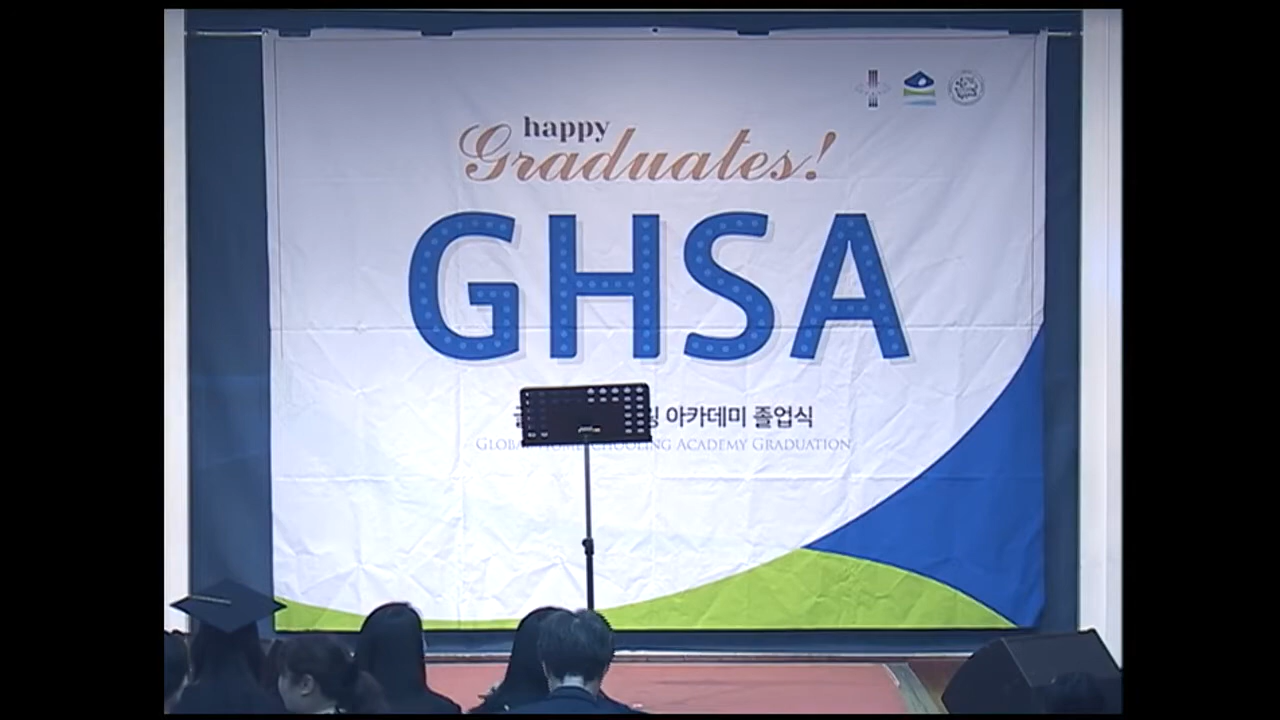 happy
Graduates!
GHSA
아카데미 졸업식
Academy Graduation